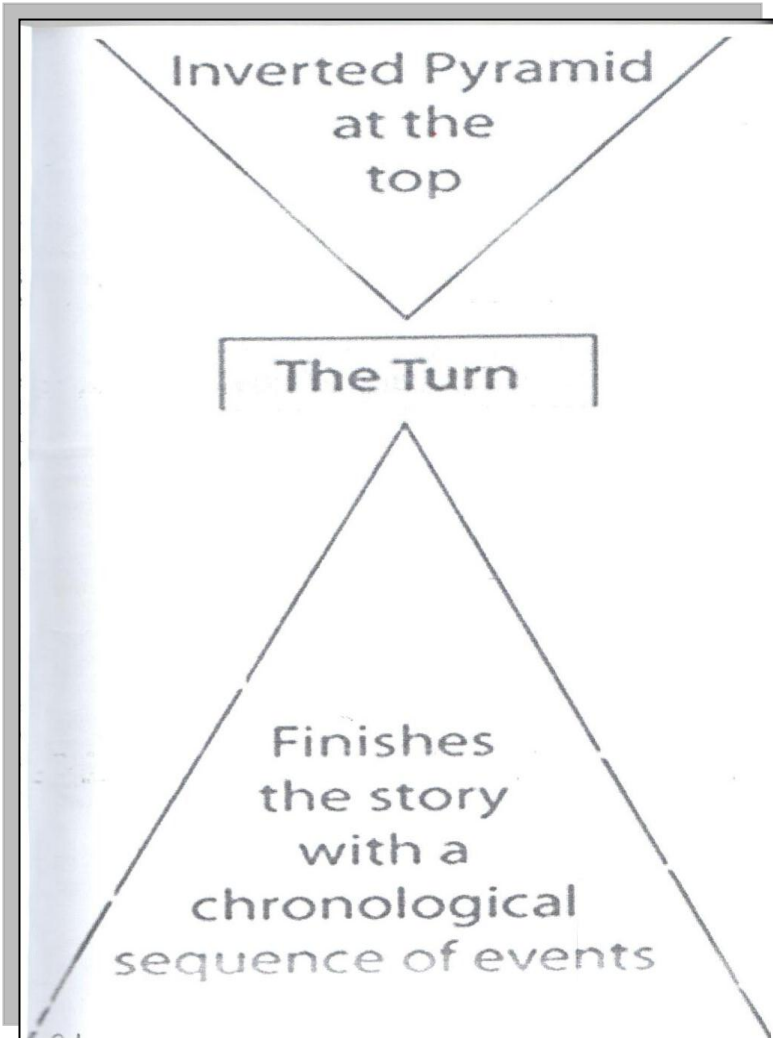 Inverted Pyramid
at the
top
The Turn
Finishes
the story
with a
chronological
sequence of events